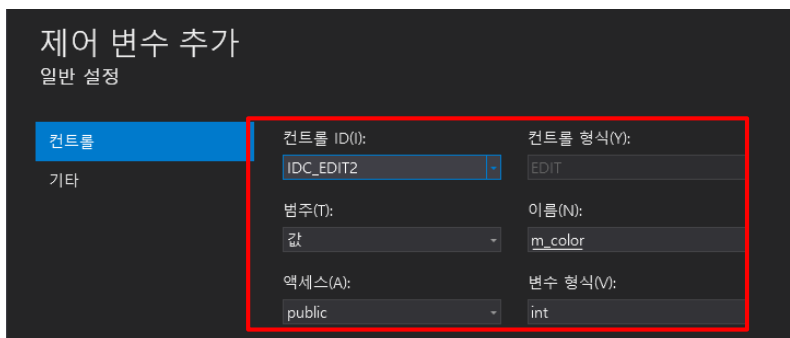 제어 변수 추가
일반 설정
컨트롤
기타
컨트롤 ID(I):
컨트롤 형식(Y):
IDC_EDIT2
EDIT
범주(T):
이름(N):
값
m_color
액세스(A):
변수 형식(V):
public
int